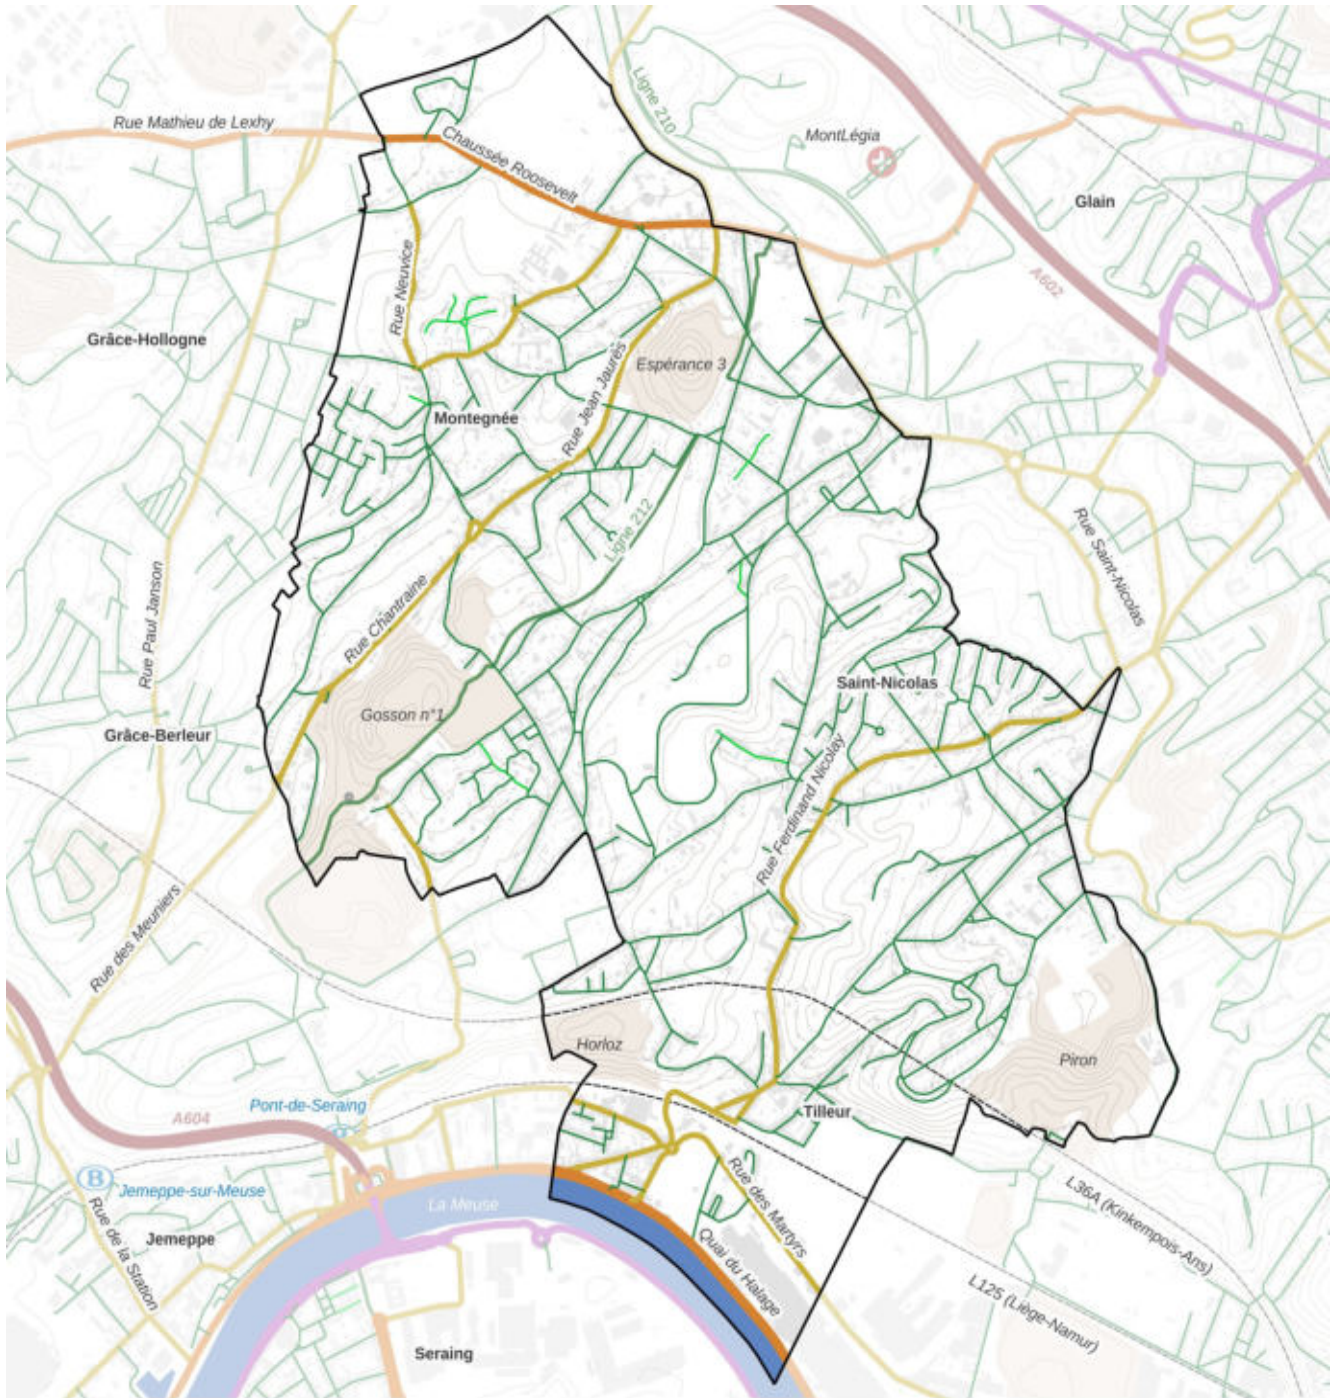 Ligne 210
Rue Mathieu de Lexhy
Chaussée Roosevelt
MontLégia
Glain
A602
Rue Neuvice
Grâce-Hollogne
Espérance 3
Rue Jean Jaurès
Montegnée
Ligne 212
Rue Saint-Nicolas
Rue Paul Janson
Rue Chantraine
Saint-Nicolas
Gosson n°1
Grâce-Berleur
Rue Ferdinand Nicolay
Rue des Meuniers
Horloz
Piron
Pont-de-Seraing
A604
Tilleur
B
Jemeppe-sur-Meuse
La Meuse
Rue des Martyrs
L36A (Kinkempois-Ans)
Rue de la Station
Jemeppe
Quai du Halage
L125 (Liège-Namur)
Seraing